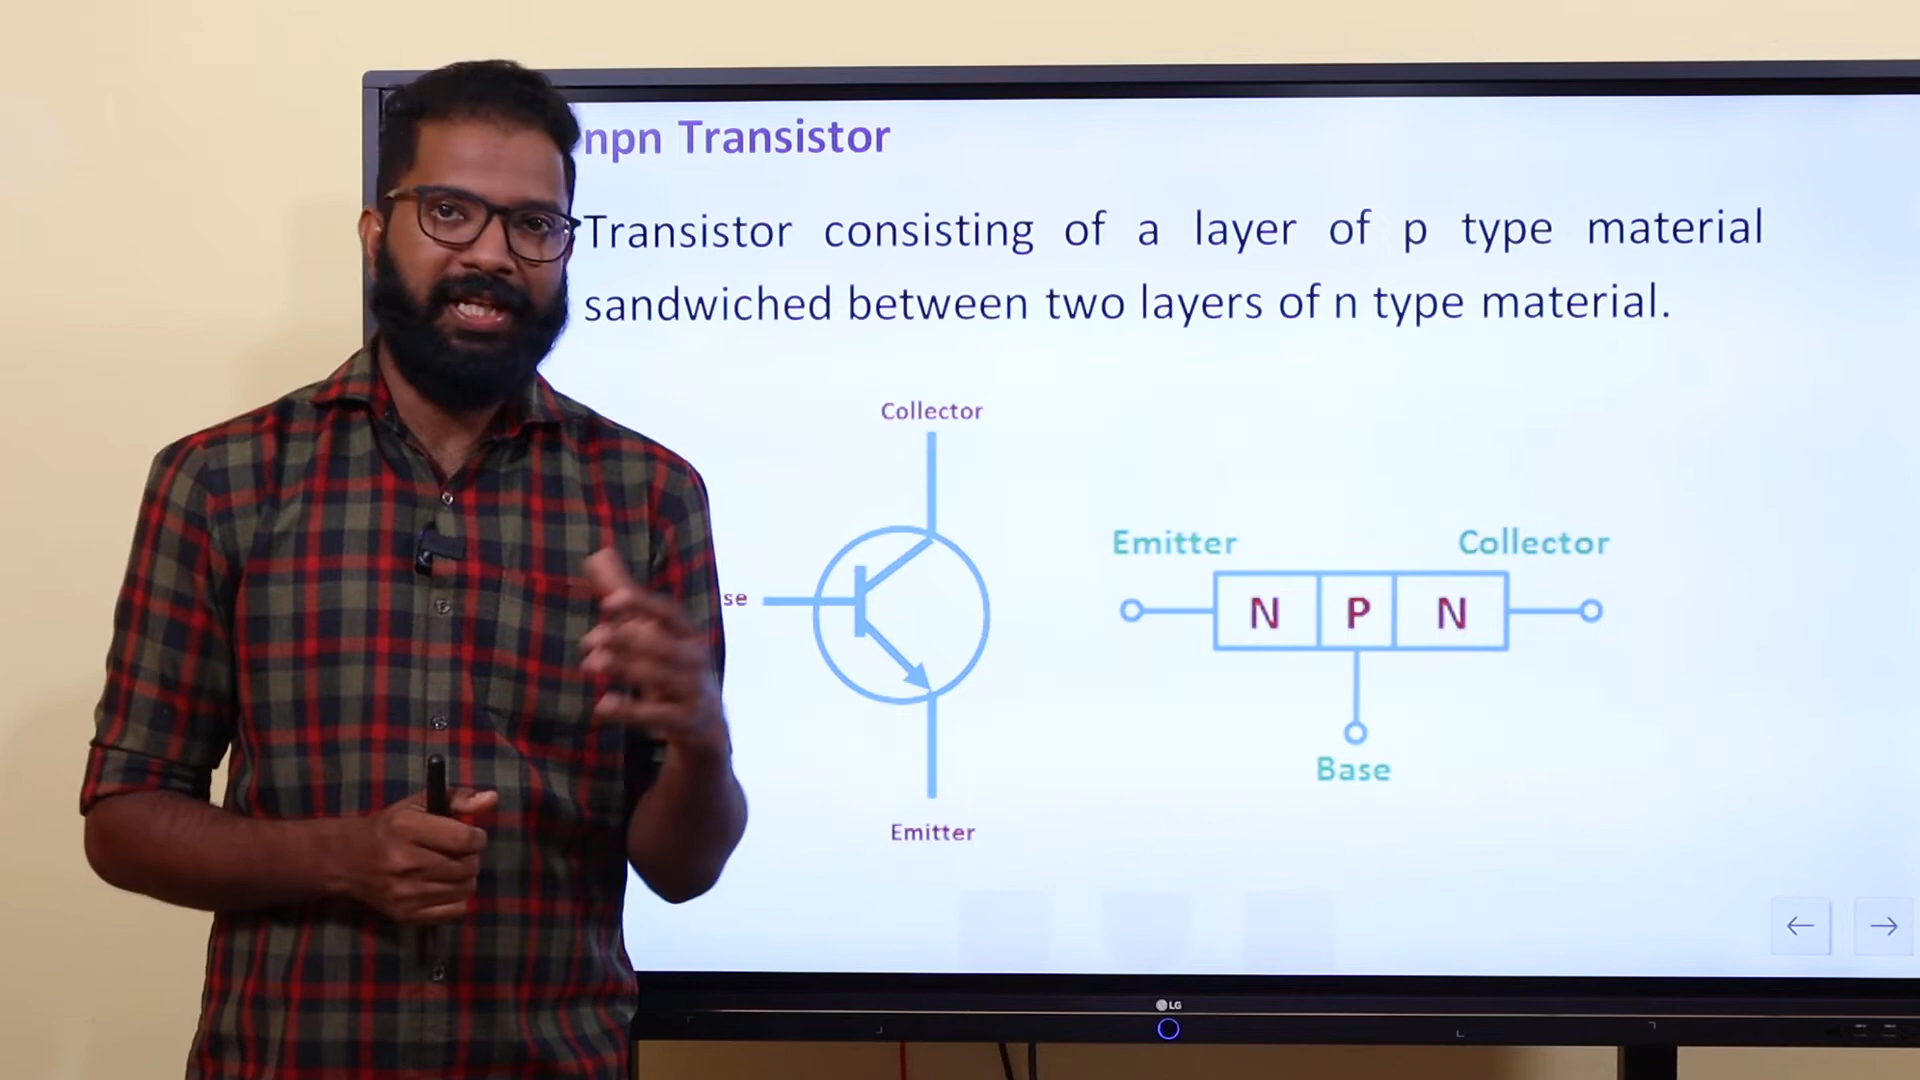 npn Transistor
Transistor consisting of a layer of p type material
sandwiched between two layers of n type material.
Collector
se
Emitter
Emitter
Collector
N P N
Base
LG